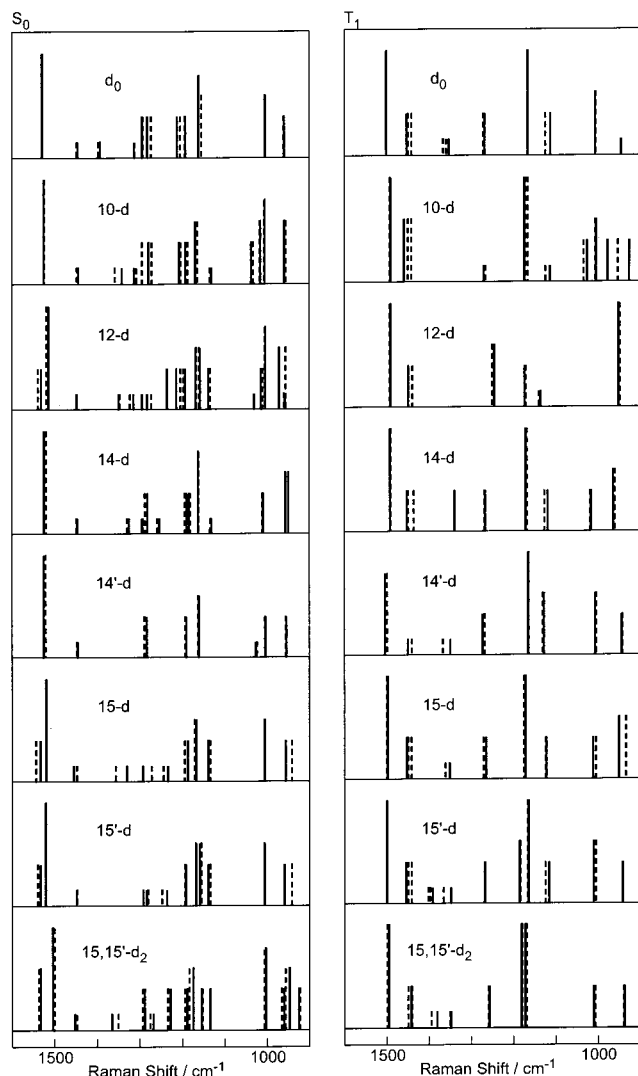 S0
d0
10-d
12-d
14-d
14'-d
15-d
15'-d
15,15'-d2
1500 1000
Raman Shift / cm-1
T1
d0
10-d
12-d
14-d
14'-d
15-d
15'-d
15,15'-d2
1500 1000
Raman Shift / cm-1